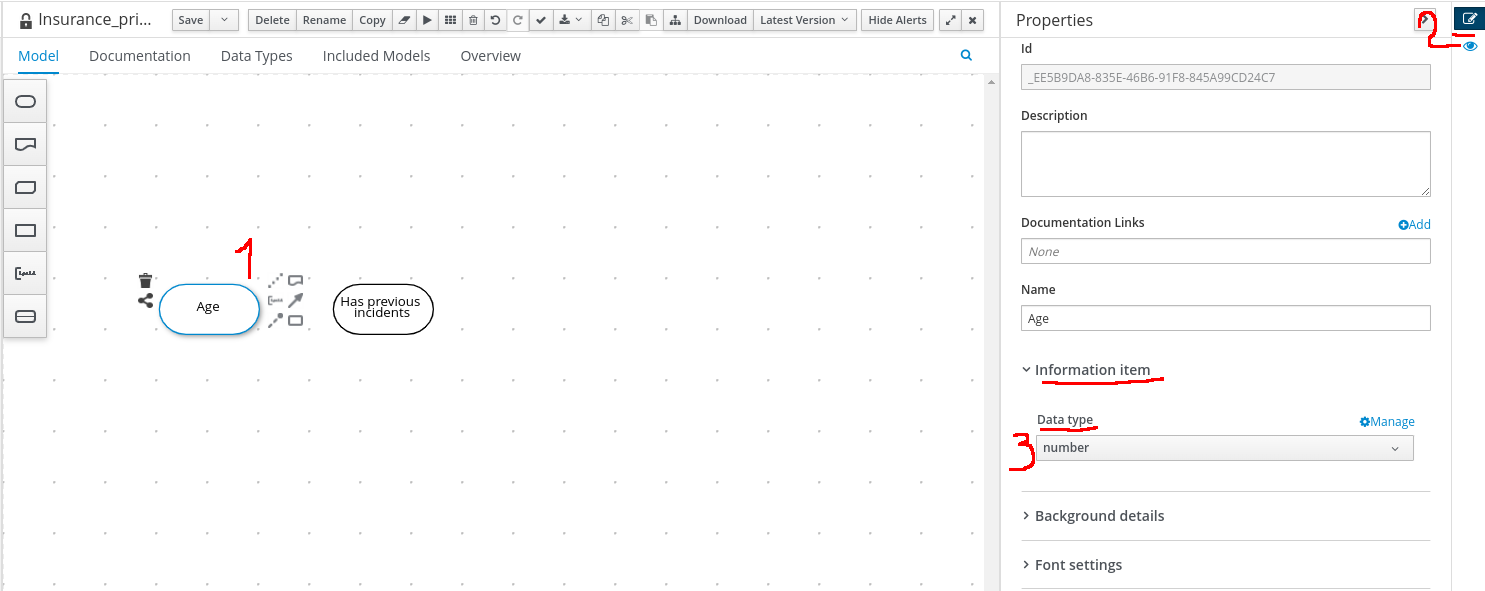 Insurance_pri...
Save
Delete
Rename
Copy
Download
Latest Version
Hide Alerts
Properties
2
Model
Documentation
Data Types
Included Models
Overview
Id
_EE5B9DA8-835E-46B6-91F8-845A99CD24C7
Description
Documentation Links
Add
None
1
Age
Has previous
incidents
Name
Age
Information item
Data type
Manage
3
number
Background details
Font settings